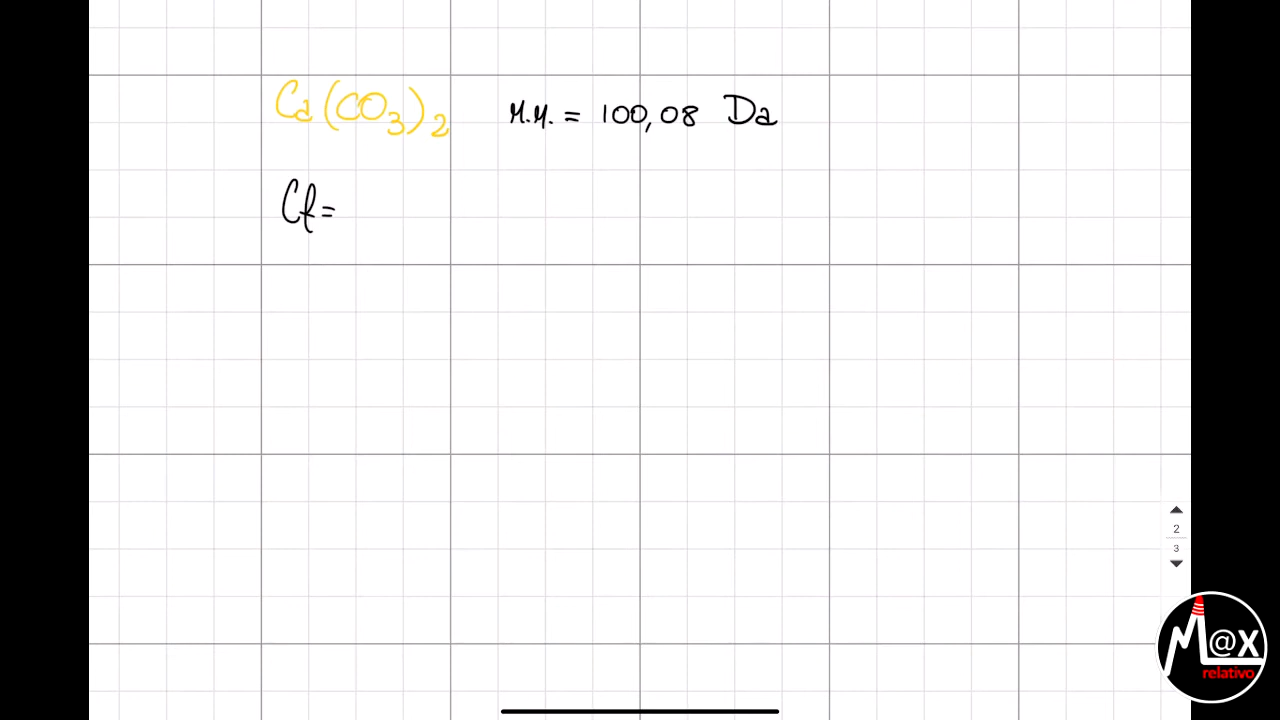 Ca(CO3)2 M.M. = 100,08 Da
Cf=
2
3
M@x
relativo